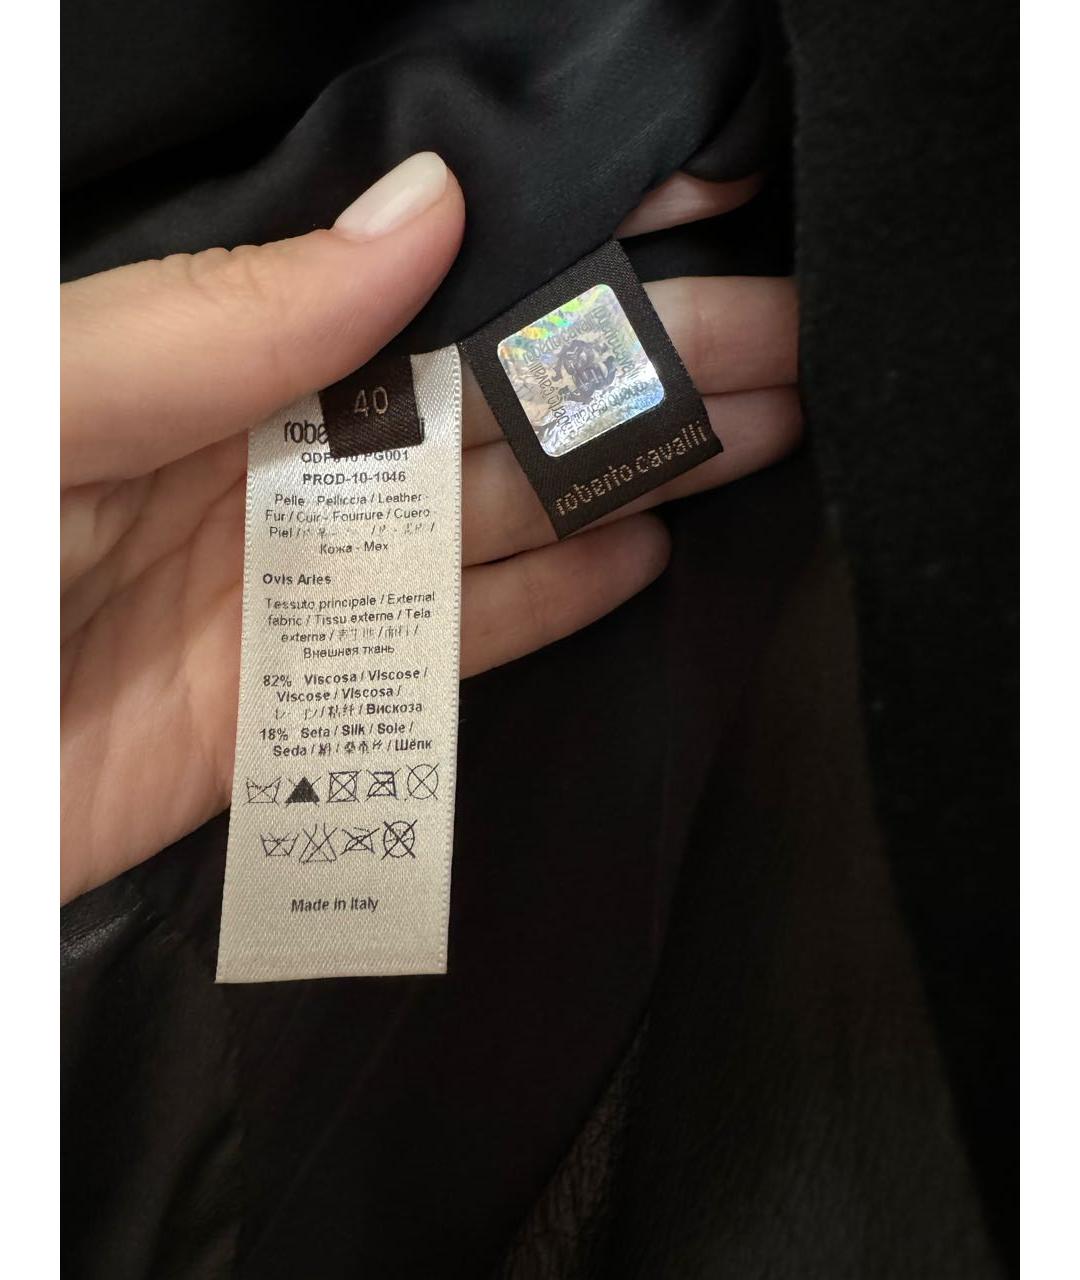 40
roberto cavalli
PROD-10-1046
Pelle Pelliccia / Leather-
Fur / Cuir - Fourrure / Cuero
Piel /
Кожа - Мех
Ovis Aries
Tessuto principale / External
fabric / Tissu externe / Tela
externa /
Внешняя ткань
82% Viscosa / Viscose /
Viscose / Viscosa /
Вискоза
18% Seta / Silk / Soie /
Seda / Шёлк
Made in Italy
roberto cavalli